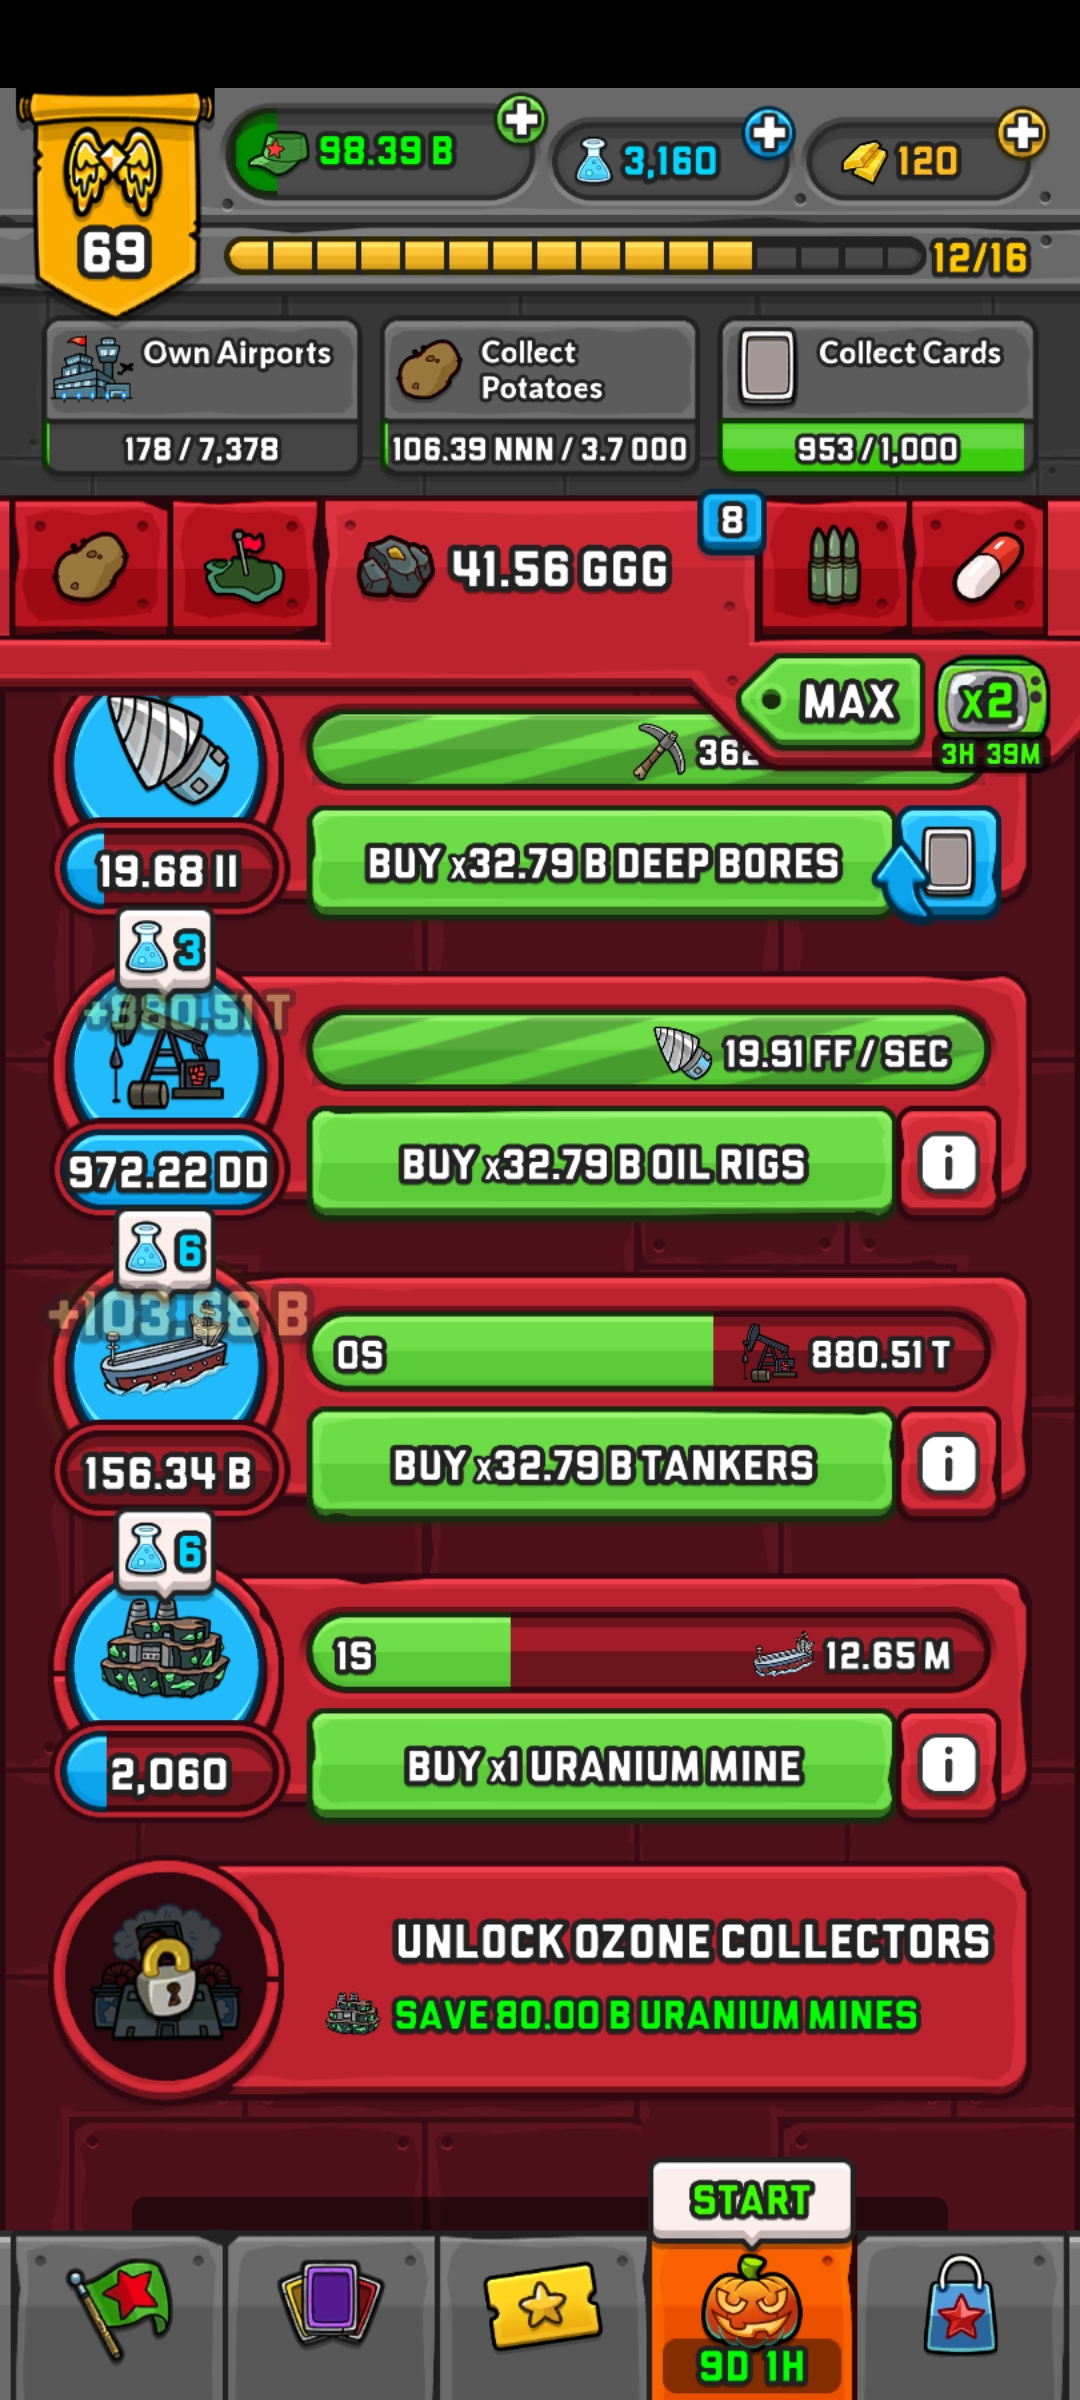 98.39 B
3,160
120
69
12/16
Own Airports
178 / 7,378
Collect
Potatoes
106.39 NNN / 3.7 OOO
Collect Cards
953 / 1,000
8
41.56 GGG
MAX
x2
3H 39M
19.68 II
BUY x32.79 B DEEP BORES
3
+880.51 T
19.91 FF / SEC
972.22 DD
BUY x32.79 B OIL RIGS
i
6
+103.68 B
0S
880.51 T
156.34 B
BUY x32.79 B TANKERS
i
6
1S
12.65 M
2,060
BUY x1 URANIUM MINE
i
UNLOCK OZONE COLLECTORS
SAVE 80.00 B URANIUM MINES
START
9D 1H